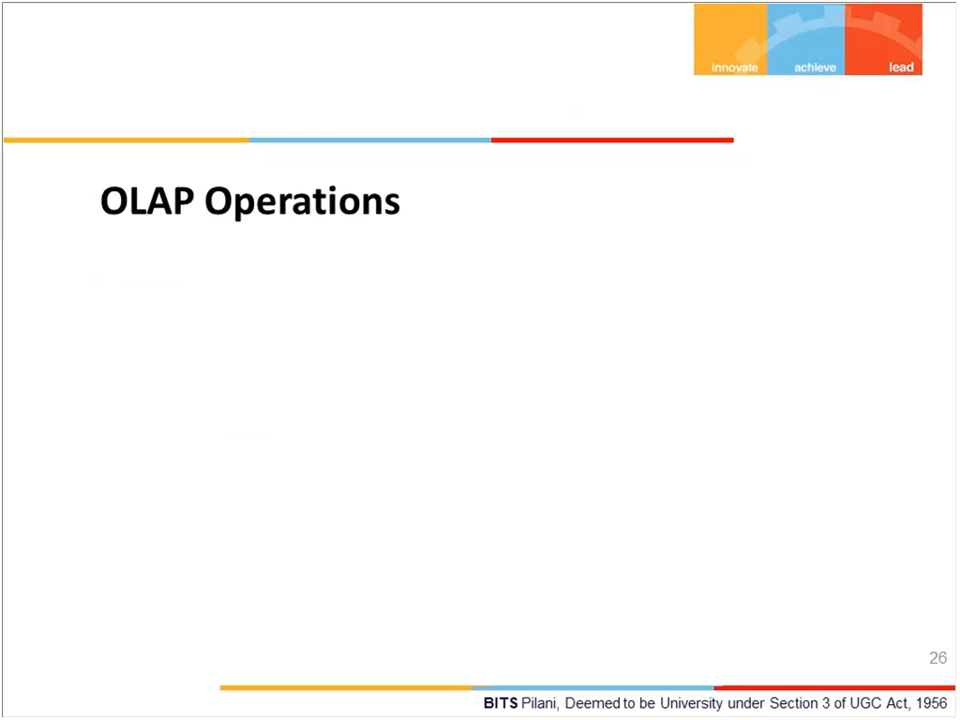 innovate achieve lead
OLAP Operations
26
BITS Pilani, Deemed to be University under Section 3 of UGC Act, 1956